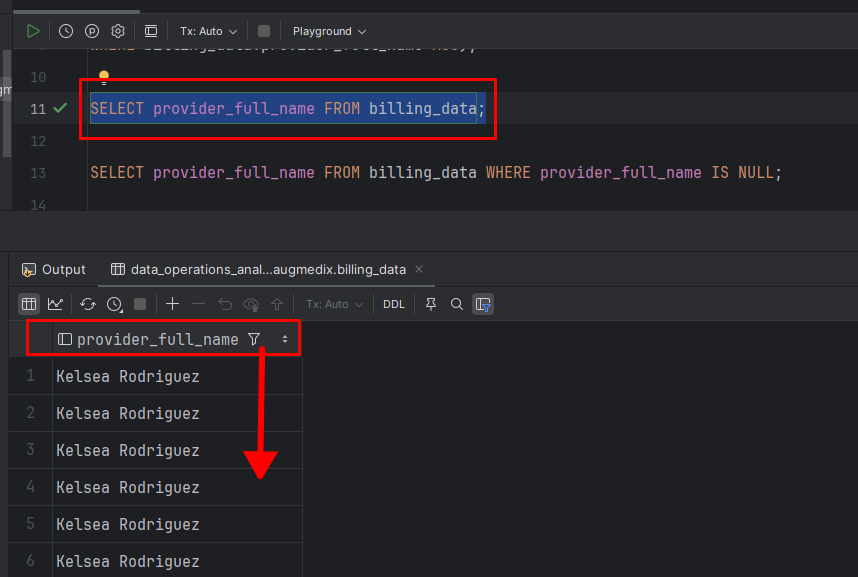 Tx: Auto Playground
10
11 SELECT provider_full_name FROM billing_data;
12
13 SELECT provider_full_name FROM billing_data WHERE provider_full_name IS NULL;
14
Output data_operations_anal...augmedix.billing_data
Tx: Auto DDL
provider_full_name
1 Kelsea Rodriguez
2 Kelsea Rodriguez
3 Kelsea Rodriguez
4 Kelsea Rodriguez
5 Kelsea Rodriguez
6 Kelsea Rodriguez